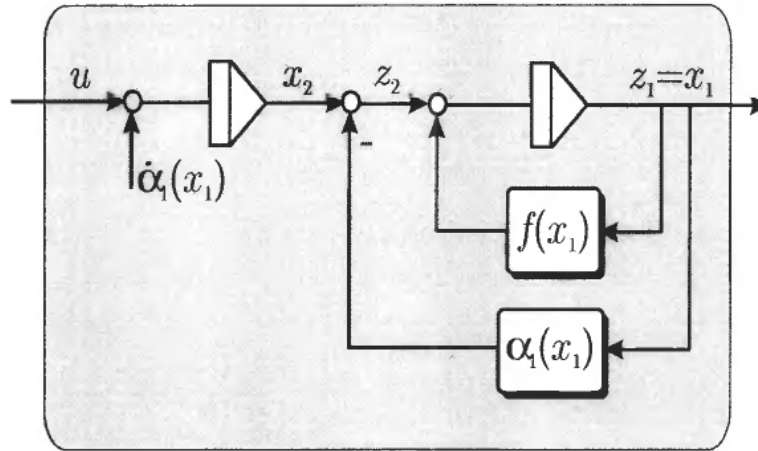 u
x₂
z₂
z₁=x₁
-
α̇₁(x₁)
f(x₁)
α₁(x₁)